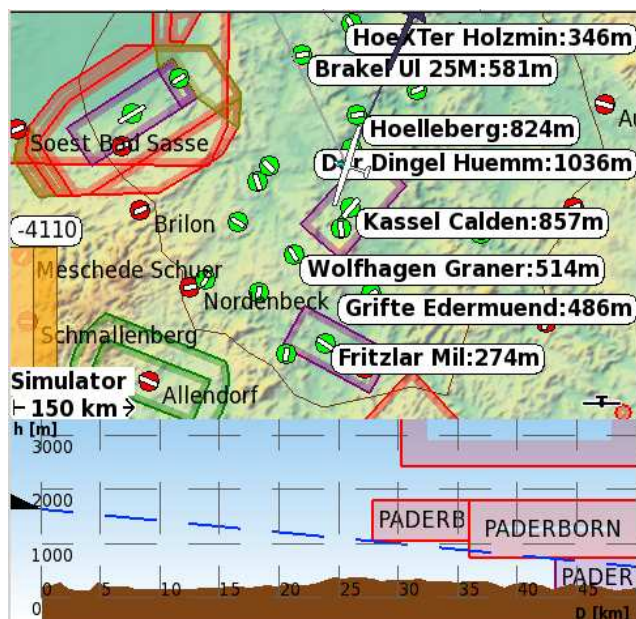 HoeXTer Holzmin:346m
Braker Ul 25M:581m
Hoelleberg:824m
Soest Bad Sasse
Dingel Huemm:1036m
Brilon
Kassel Calden:857m
-4110
Meschede Schuer
Wolfhagen Graner:514m
Nordenbeck
Grifte Edermuend:486m
Schmallenberg
Fritzlar Mil:274m
Simulator
Allendorf
150 km
h [m]
3000
2000
PADERB
PADERBORN
1000
PADER
0 5 10 15 20 25 30 35 40 45
0
D [km]